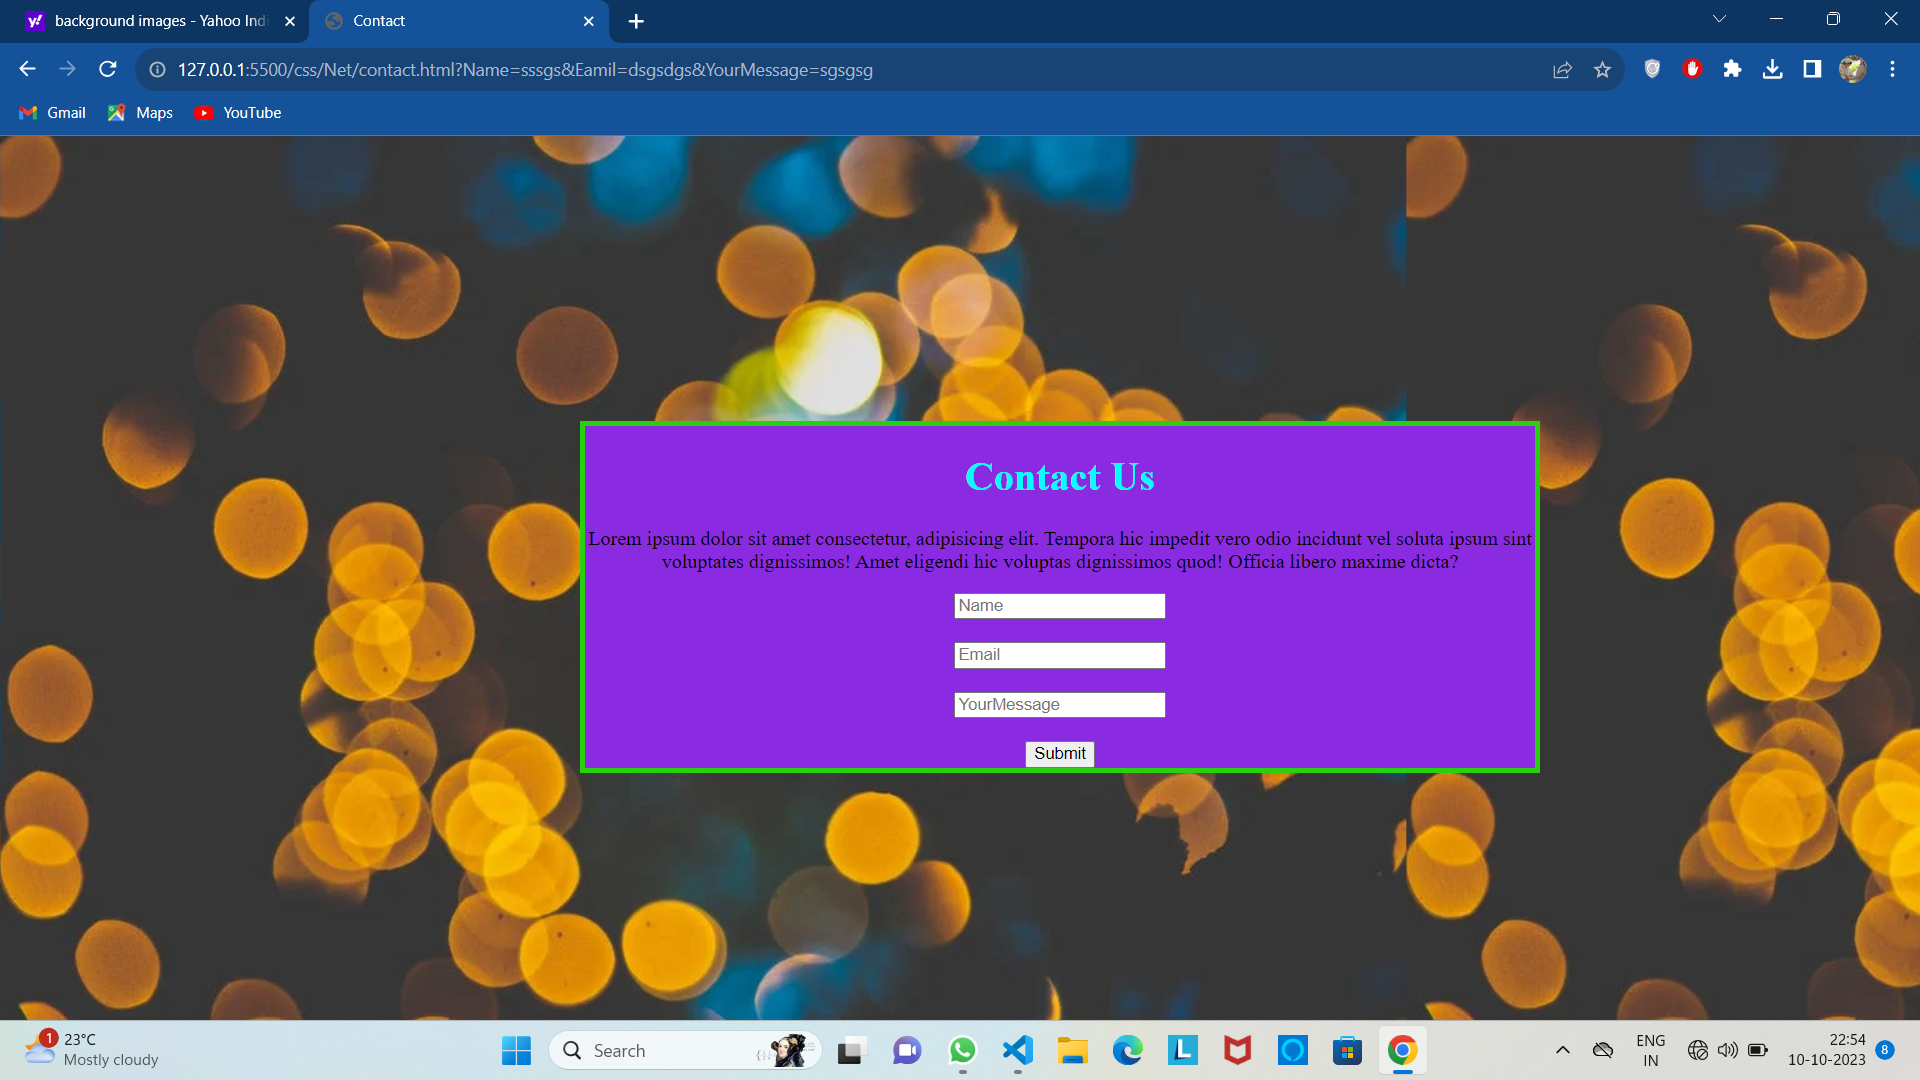 background images - Yahoo Indi
Contact
127.0.0.1:5500/css/Net/contact.html?Name=sssgs&Eamil=dsgsdgs&YourMessage=sgsgsg
Gmail
Maps
YouTube
Contact Us
Lorem ipsum dolor sit amet consectetur, adipisicing elit. Tempora hic impedit vero odio incidunt vel soluta ipsum sint
voluptates dignissimos! Amet eligendi hic voluptas dignissimos quod! Officia libero maxime dicta?
Name
Email
YourMessage
Submit
1
23°C
Mostly cloudy
Search
L
ENG
IN
22:54
10-10-2023
8